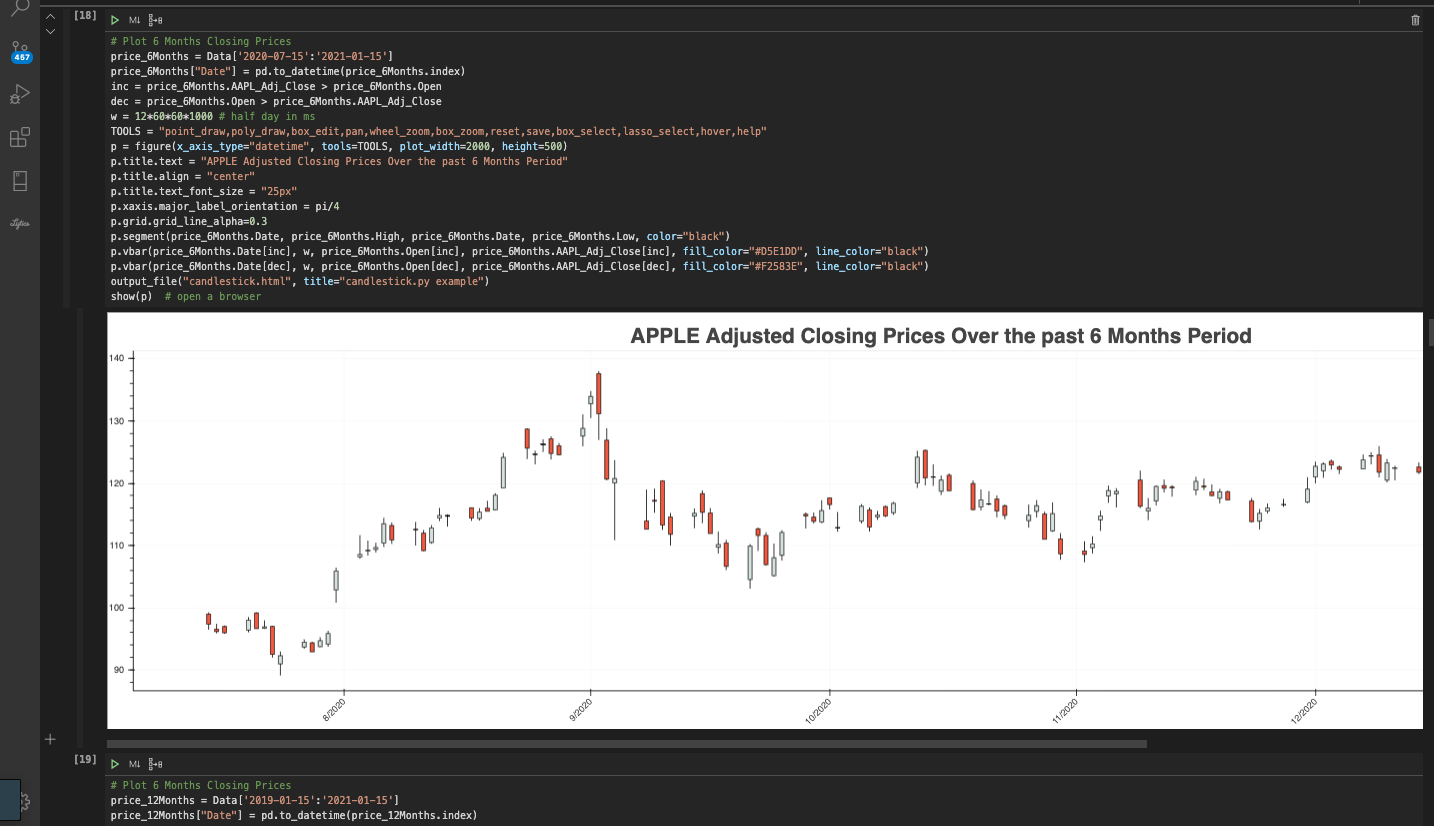 [18]
M↓
# Plot 6 Months Closing Prices
price_6Months = Data['2020-07-15':'2021-01-15']
price_6Months["Date"] = pd.to_datetime(price_6Months.index)
inc = price_6Months.AAPL_Adj_Close > price_6Months.Open
dec = price_6Months.Open > price_6Months.AAPL_Adj_Close
w = 12*60*60*1000 # half day in ms
TOOLS = "point_draw,poly_draw,box_edit,pan,wheel_zoom,box_zoom,reset,save,box_select,lasso_select,hover,help"
p = figure(x_axis_type="datetime", tools=TOOLS, plot_width=2000, height=500)
p.title.text = "APPLE Adjusted Closing Prices Over the past 6 Months Period"
p.title.align = "center"
p.title.text_font_size = "25px"
p.xaxis.major_label_orientation = pi/4
p.grid.grid_line_alpha=0.3
p.segment(price_6Months.Date, price_6Months.High, price_6Months.Date, price_6Months.Low, color="black")
p.vbar(price_6Months.Date[inc], w, price_6Months.Open[inc], price_6Months.AAPL_Adj_Close[inc], fill_color="#D5E1DD", line_color="black")
p.vbar(price_6Months.Date[dec], w, price_6Months.Open[dec], price_6Months.AAPL_Adj_Close[dec], fill_color="#F2583E", line_color="black")
output_file("candlestick.html", title="candlestick.py example")
show(p)  # open a browser
467
APPLE Adjusted Closing Prices Over the past 6 Months Period
140
130
120
110
100
90
8/2020
9/2020
10/2020
11/2020
12/2020
[19]
M↓
# Plot 6 Months Closing Prices
price_12Months = Data['2019-01-15':'2021-01-15']
price_12Months["Date"] = pd.to_datetime(price_12Months.index)